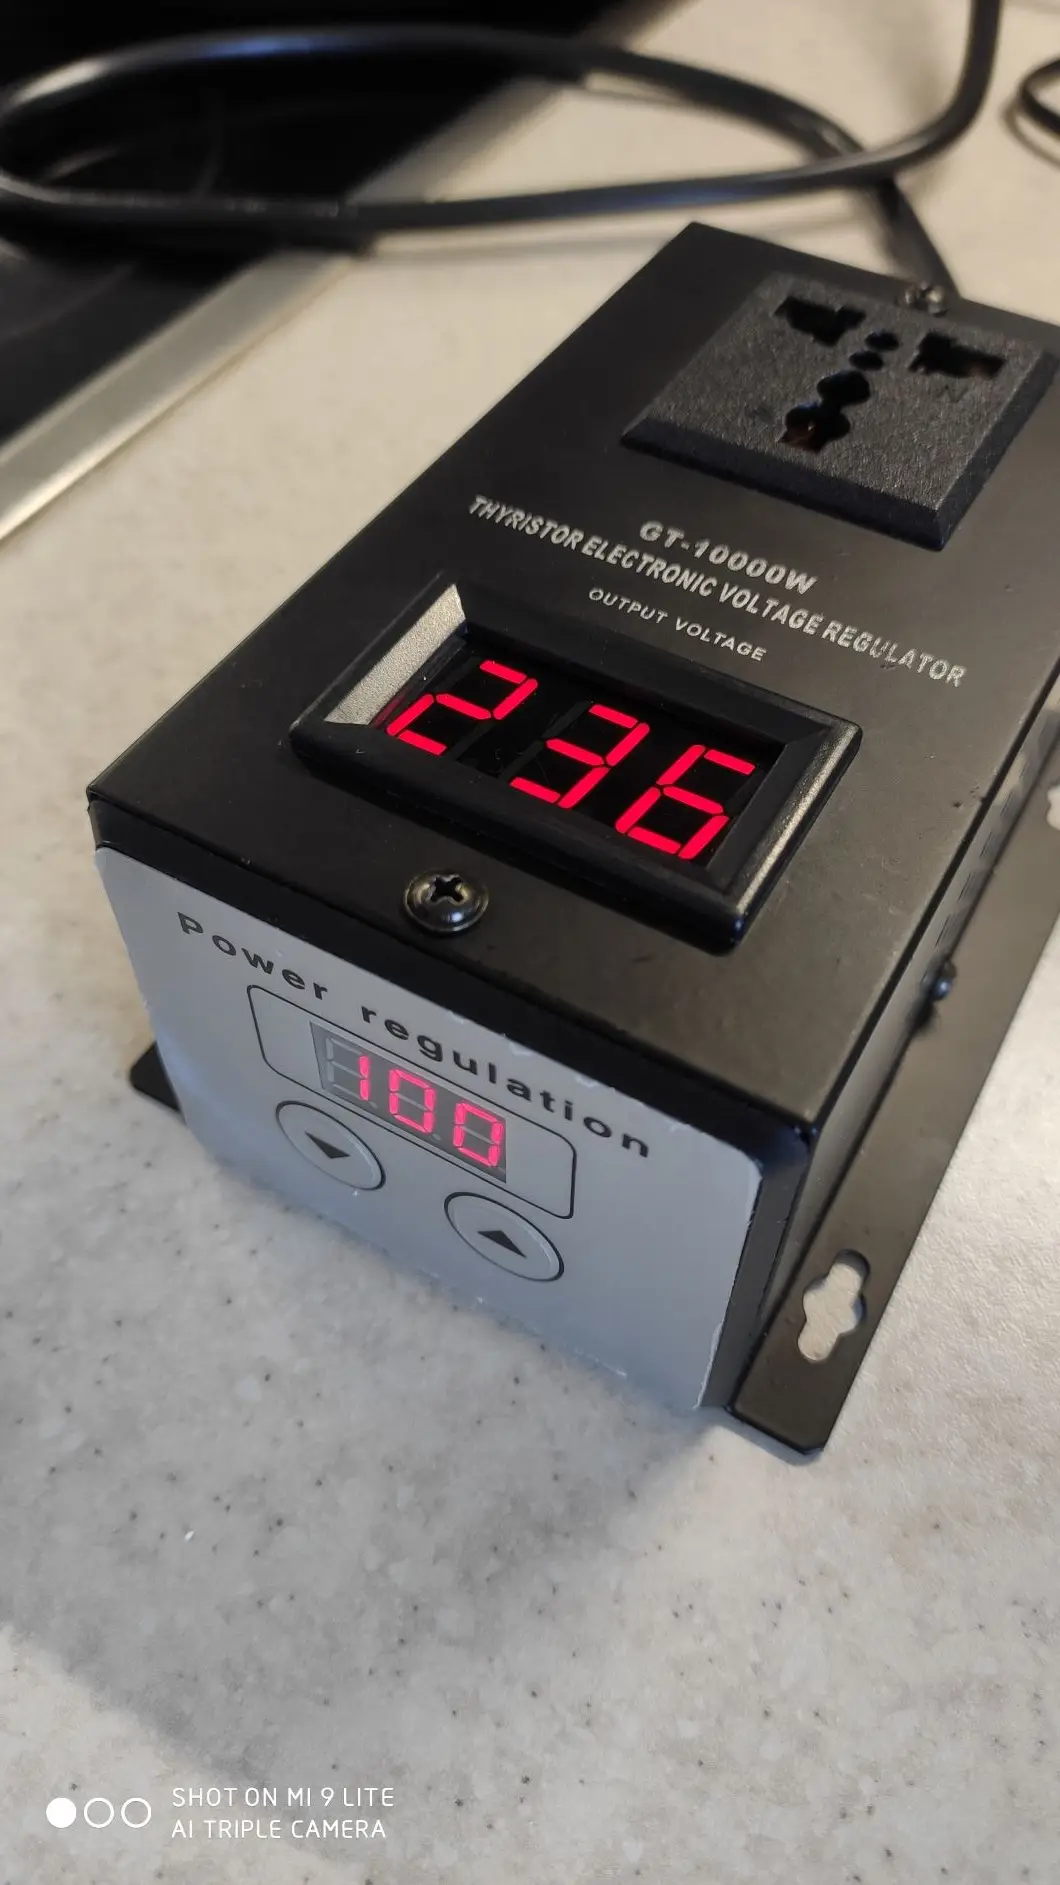 GT-10000W
THYRISTOR ELECTRONIC VOLTAGE REGULATOR
OUTPUT VOLTAGE
236
Power regulation
100
SHOT ON MI 9 LITE
AI TRIPLE CAMERA